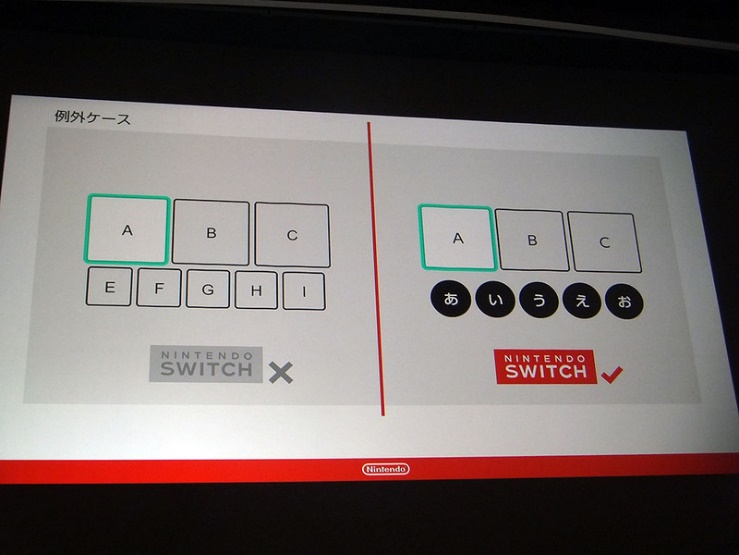 例外ケース
A B C
E F G H I
NINTENDO
SWITCH
A B C
あ い う え お
NINTENDO
SWITCH
Nintendo